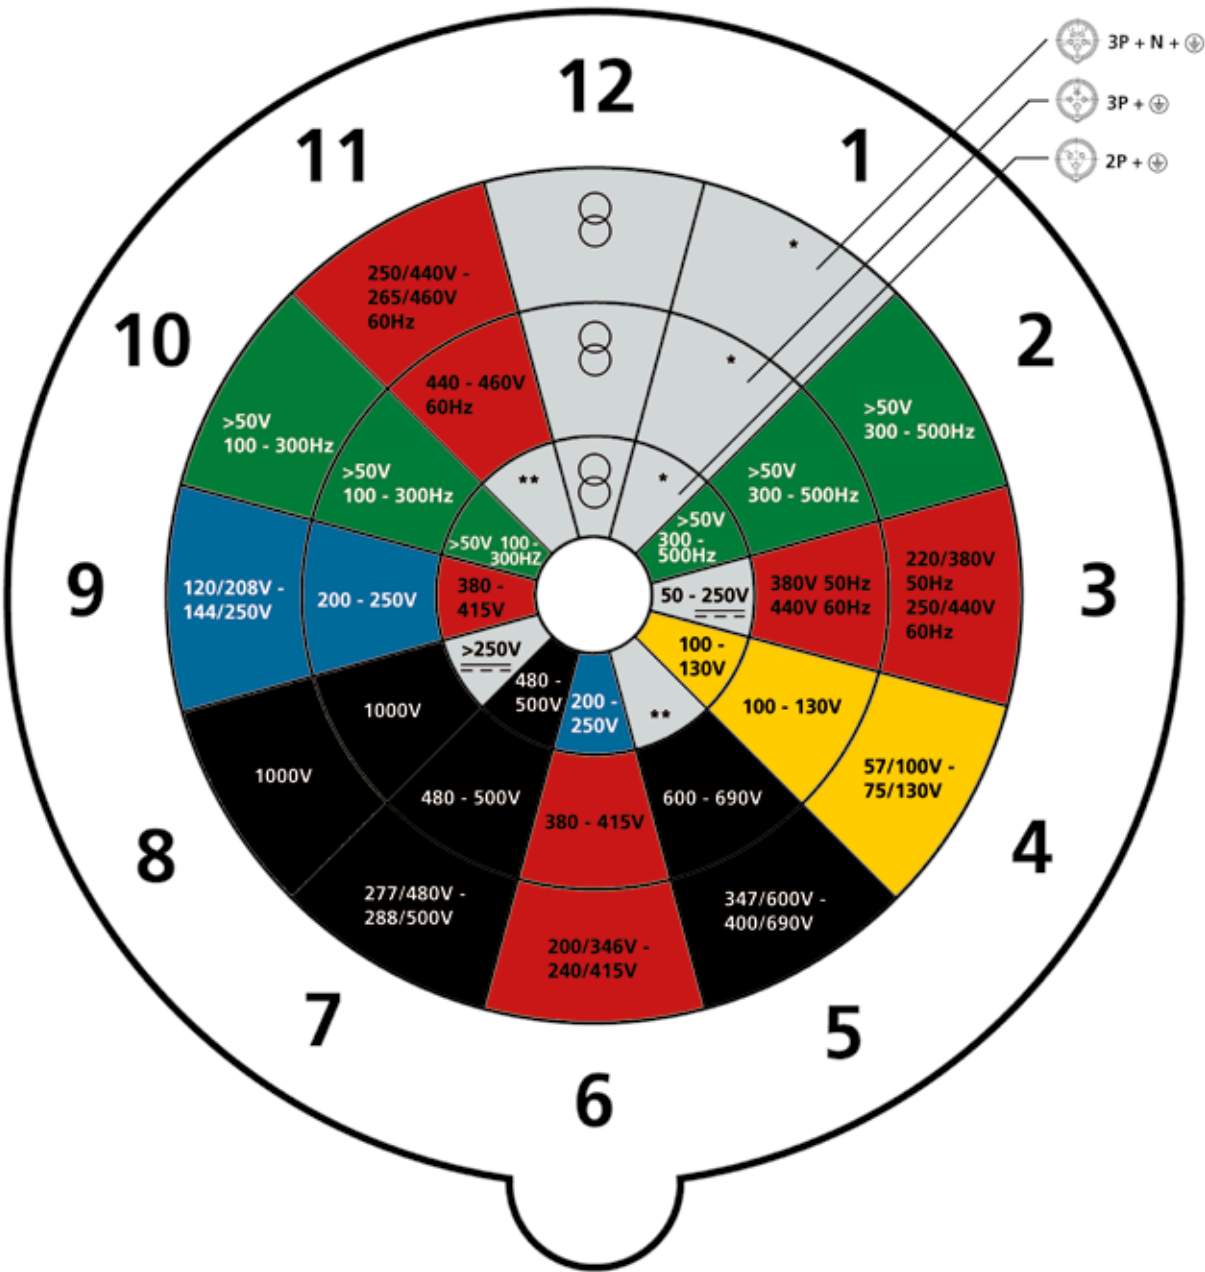 12
1
2
3
4
5
6
7
8
9
10
11
3P + N +
3P +
2P +
*
*
*
>50V
300 - 500Hz
>50V
300 - 500Hz
>50V
300 -
500Hz
220/380V
50Hz
250/440V
60Hz
380V 50Hz
440V 60Hz
50 - 250V
57/100V -
75/130V
100 - 130V
100 -
130V
347/600V -
400/690V
600 - 690V
**
200/346V -
240/415V
380 - 415V
200 -
250V
277/480V -
288/500V
480 - 500V
480 -
500V
1000V
1000V
>250V
120/208V -
144/250V
200 - 250V
380 -
415V
>50V
100 - 300Hz
>50V
100 - 300Hz
>50V 100 -
300HZ
250/440V -
265/460V
60Hz
440 - 460V
60Hz
**